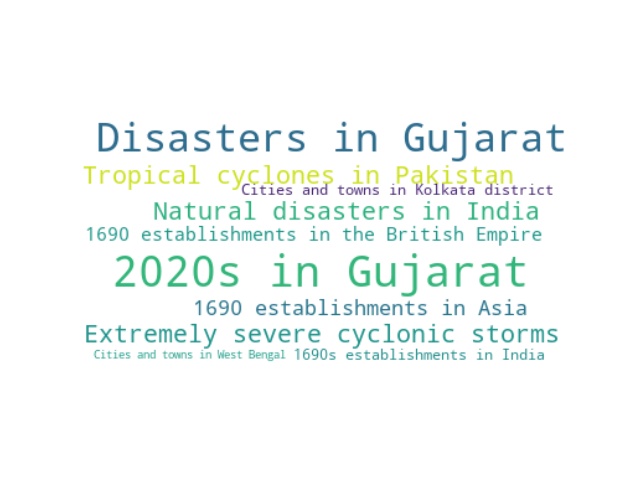 Disasters in Gujarat
Tropical cyclones in Pakistan
Cities and towns in Kolkata district
Natural disasters in India
1690 establishments in the British Empire
2020s in Gujarat
1690 establishments in Asia
Extremely severe cyclonic storms
Cities and towns in West Bengal 1690s establishments in India